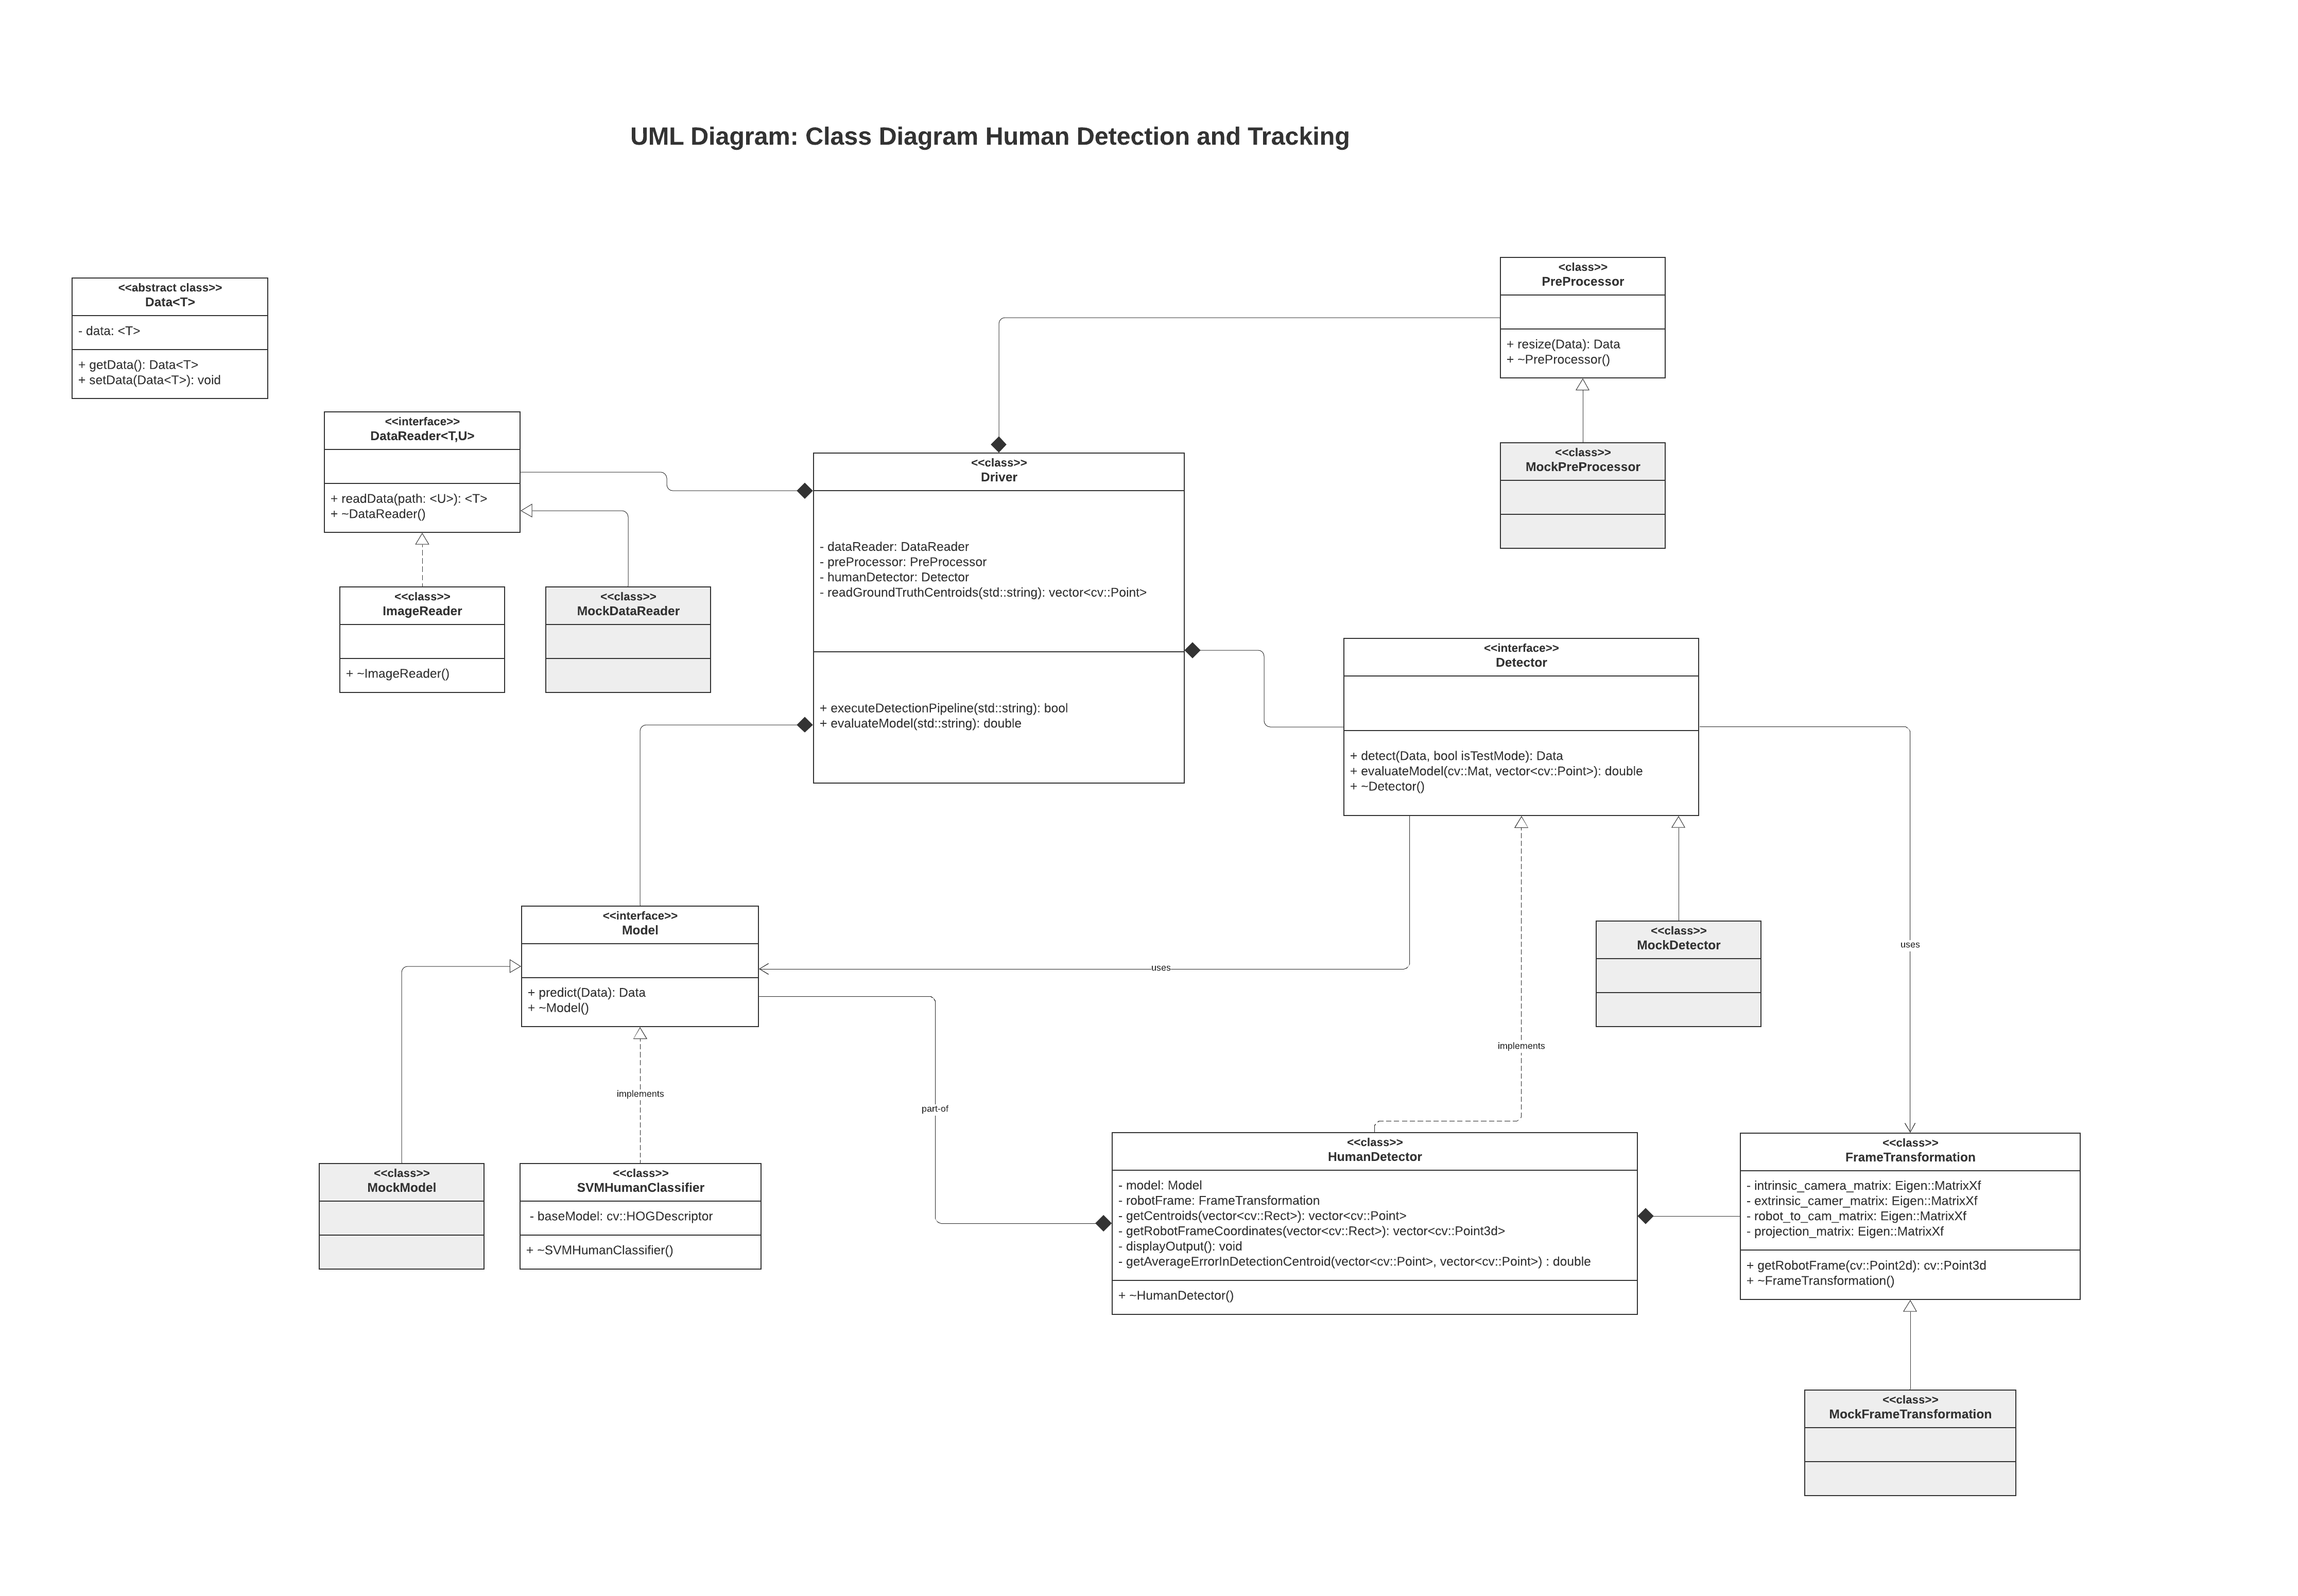 UML Diagram: Class Diagram Human Detection and Tracking
<<abstract class>>
Data<T>
- data: <T>
+ getData(): Data<T>
+ setData(Data<T>): void
<class>>
PreProcessor
+ resize(Data): Data
+ ~PreProcessor()
<<interface>>
DataReader<T,U>
+ readData(path: <U>): <T>
+ ~DataReader()
<<class>>
MockPreProcessor
<<class>>
Driver
- dataReader: DataReader
- preProcessor: PreProcessor
- humanDetector: Detector
- readGroundTruthCentroids(std::string): vector<cv::Point>
+ executeDetectionPipeline(std::string): bool
+ evaluateModel(std::string): double
<<class>>
ImageReader
+ ~ImageReader()
<<class>>
MockDataReader
<<interface>>
Detector
+ detect(Data, bool isTestMode): Data
+ evaluateModel(cv::Mat, vector<cv::Point>): double
+ ~Detector()
<<interface>>
Model
+ predict(Data): Data
+ ~Model()
<<class>>
MockDetector
uses
uses
implements
implements
part-of
<<class>>
MockModel
<<class>>
SVMHumanClassifier
- baseModel: cv::HOGDescriptor
+ ~SVMHumanClassifier()
<<class>>
HumanDetector
- model: Model
- robotFrame: FrameTransformation
- getCentroids(vector<cv::Rect>): vector<cv::Point>
- getRobotFrameCoordinates(vector<cv::Rect>): vector<cv::Point3d>
- displayOutput(): void
- getAverageErrorInDetectionCentroid(vector<cv::Point>, vector<cv::Point>) : double
+ ~HumanDetector()
<<class>>
FrameTransformation
- intrinsic_camera_matrix: Eigen::MatrixXf
- extrinsic_camer_matrix: Eigen::MatrixXf
- robot_to_cam_matrix: Eigen::MatrixXf
- projection_matrix: Eigen::MatrixXf
+ getRobotFrame(cv::Point2d): cv::Point3d
+ ~FrameTransformation()
<<class>>
MockFrameTransformation